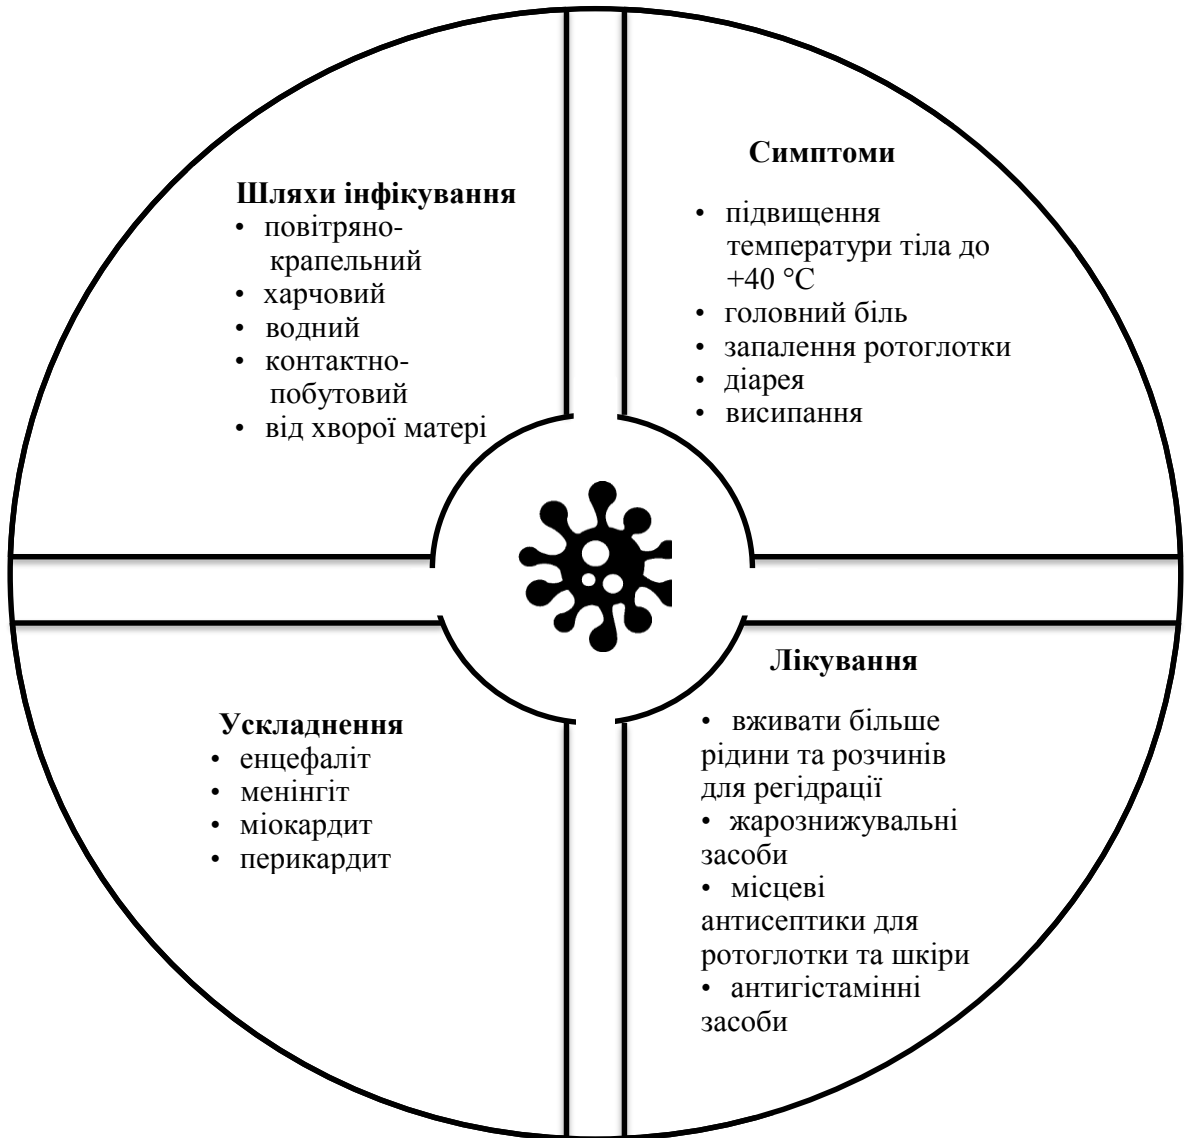 Шляхи інфікування
• повітряно-
крапельний
• харчовий
• водний
• контактно-
побутовий
• від хворої матері
Симптоми
• підвищення
температури тіла до
+40 °C
• головний біль
• запалення ротоглотки
• діарея
• висипання
Ускладнення
• енцефаліт
• менінгіт
• міокардит
• перикардит
Лікування
• вживати більше
рідини та розчинів
для регідрації
• жарознижувальні
засоби
• місцеві
антисептики для
ротоглотки та шкіри
• антигістамінні
засоби